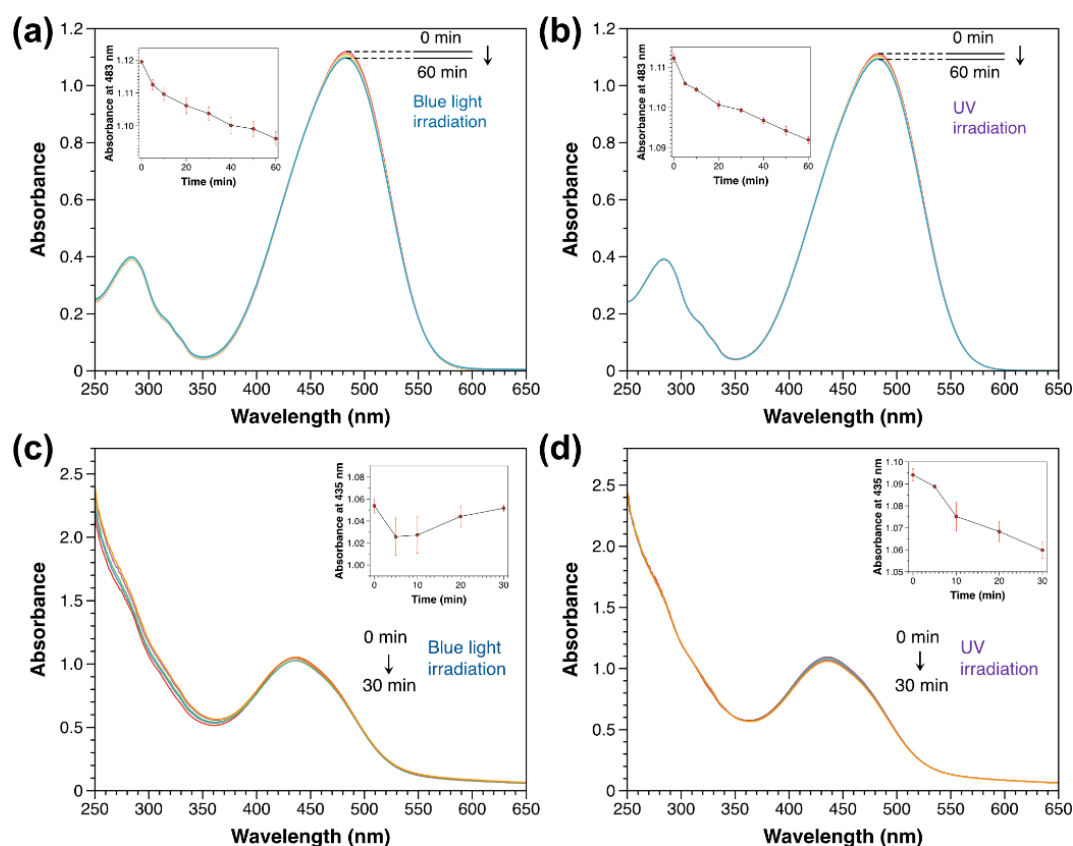 (a)
1.2
1.0
0.8
0.6
0.4
0.2
0
Absorbance
250 300 350 400 450 500 550 600 650
Wavelength (nm)
0 min
60 min
Blue light
irradiation
Absorbance at 483 nm
1.12
1.11
1.10
0 20 40 60
Time (min)
(b)
1.2
1.0
0.8
0.6
0.4
0.2
0
Absorbance
250 300 350 400 450 500 550 600 650
Wavelength (nm)
0 min
60 min
UV
irradiation
Absorbance at 483 nm
1.11
1.10
1.09
0 10 20 30 40 50 60
Time (min)
(c)
2.5
2.0
1.5
1.0
0.5
0
Absorbance
250 300 350 400 450 500 550 600 650
Wavelength (nm)
0 min
30 min
Blue light
irradiation
Absorbance at 435 nm
1.08
1.06
1.04
1.02
1.00
0 10 20 30
Time (min)
(d)
2.5
2.0
1.5
1.0
0.5
0
Absorbance
250 300 350 400 450 500 550 600 650
Wavelength (nm)
0 min
30 min
UV
irradiation
Absorbance at 435 nm
1.10
1.09
1.08
1.07
1.06
1.05
0 10 20 30
Time (min)